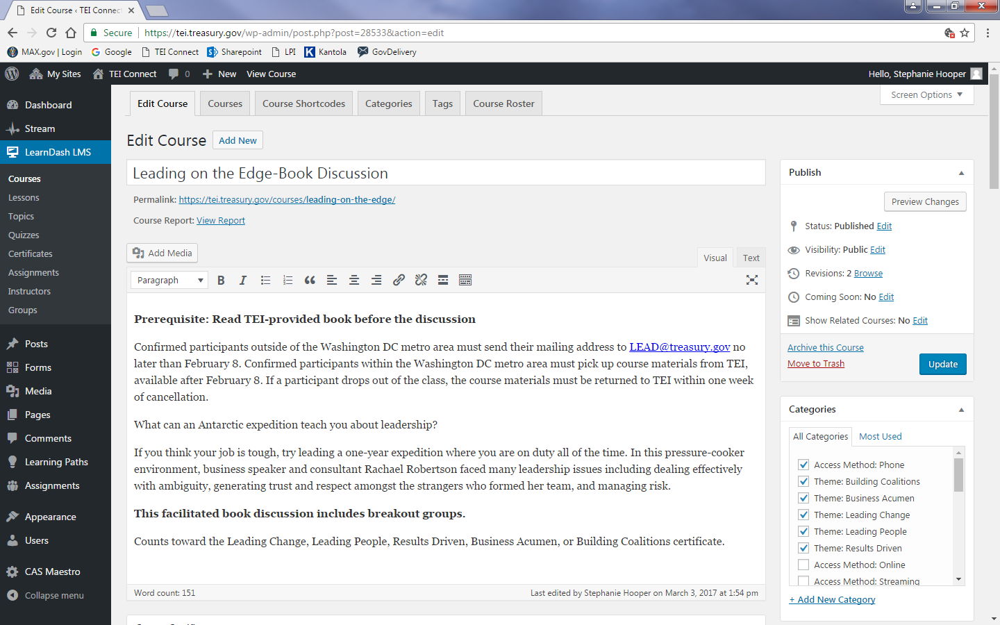 Edit Course ‹ TEI Connect
Secure
https://tei.treasury.gov/wp-admin/post.php?post=28533&action=edit
MAX.gov | Login
Google
TEI Connect
Sharepoint
LPI
Kantola
GovDelivery
My Sites
TEI Connect
0
New
View Course
Hello, Stephanie Hooper
Screen Options
Dashboard
Stream
LearnDash LMS
Courses
Lessons
Topics
Quizzes
Certificates
Assignments
Instructors
Groups
Posts
Forms
Media
Pages
Comments
Learning Paths
Assignments
Appearance
Users
CAS Maestro
Collapse menu
Edit Course
Courses
Course Shortcodes
Categories
Tags
Course Roster
Edit Course
Add New
Leading on the Edge-Book Discussion
Permalink: https://tei.treasury.gov/courses/leading-on-the-edge/
Course Report: View Report
Add Media
Visual
Text
Paragraph
Prerequisite: Read TEI-provided book before the discussion
Confirmed participants outside of the Washington DC metro area must send their mailing address to LEAD@treasury.gov no
later than February 8. Confirmed participants within the Washington DC metro area must pick up course materials from TEI,
available after February 8. If a participant drops out of the class, the course materials must be returned to TEI within one week
of cancellation.
What can an Antarctic expedition teach you about leadership?
If you think your job is tough, try leading a one-year expedition where you are on duty all of the time. In this pressure-cooker
environment, business speaker and consultant Rachael Robertson faced many leadership issues including dealing effectively
with ambiguity, generating trust and respect amongst the strangers who formed her team, and managing risk.
This facilitated book discussion includes breakout groups.
Counts toward the Leading Change, Leading People, Results Driven, Business Acumen, or Building Coalitions certificate.
Word count: 151
Last edited by Stephanie Hooper on March 3, 2017 at 1:54 pm
Publish
Preview Changes
Status: Published Edit
Visibility: Public Edit
Revisions: 2 Browse
Coming Soon: No Edit
Show Related Courses: No Edit
Archive this Course
Move to Trash
Update
Categories
All Categories
Most Used
Access Method: Phone
Theme: Building Coalitions
Theme: Business Acumen
Theme: Leading Change
Theme: Leading People
Theme: Results Driven
Access Method: Online
Access Method: Streaming
+ Add New Category